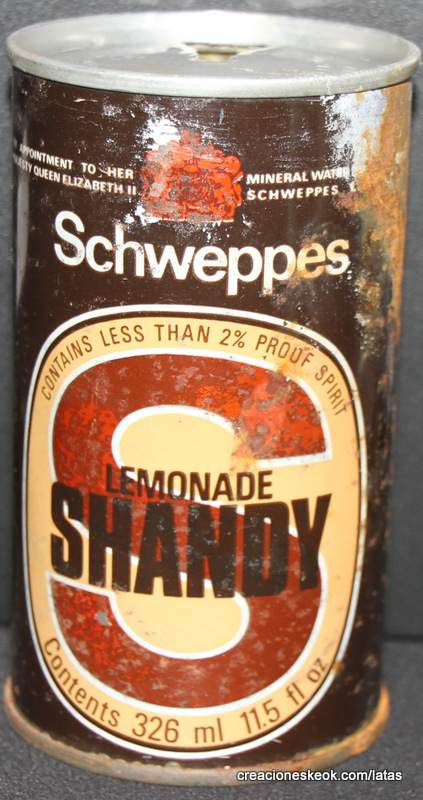 APPOINTMENT TO HER
QUEEN ELIZABETH II
MINERAL
SCHWEPPES
Schweppes
CONTAINS LESS THAN 2% PROOF SPIRIT
LEMONADE
SHANDY
Contents 326 ml 11.5 fl oz
creacioneskeok.com/latas